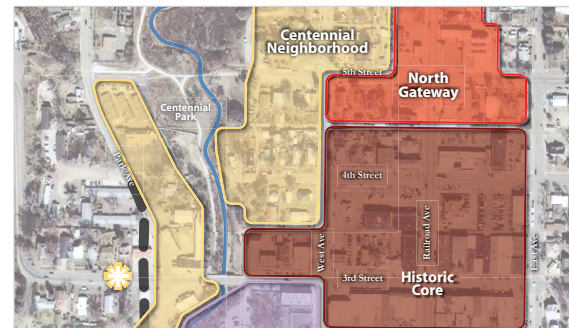 Centennial
Neighborhood
5th Street
North
Gateway
Centennial
Park
Park Ave
4th Street
West Ave
Railroad Ave
East Ave
3rd Street
Historic
Core